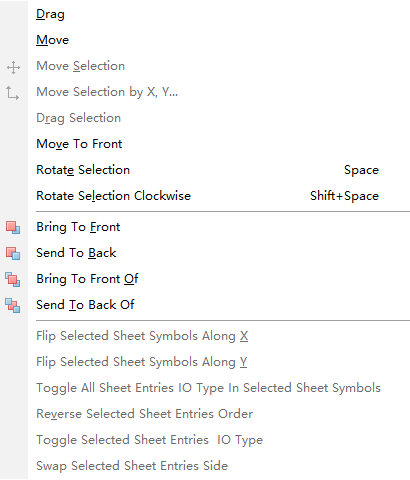 Drag
Move
Move Selection
Move Selection by X, Y...
Drag Selection
Move To Front
Rotate Selection Space
Rotate Selection Clockwise Shift+Space
Bring To Front
Send To Back
Bring To Front Of
Send To Back Of
Flip Selected Sheet Symbols Along X
Flip Selected Sheet Symbols Along Y
Toggle All Sheet Entries IO Type In Selected Sheet Symbols
Reverse Selected Sheet Entries Order
Toggle Selected Sheet Entries  IO Type
Swap Selected Sheet Entries Side